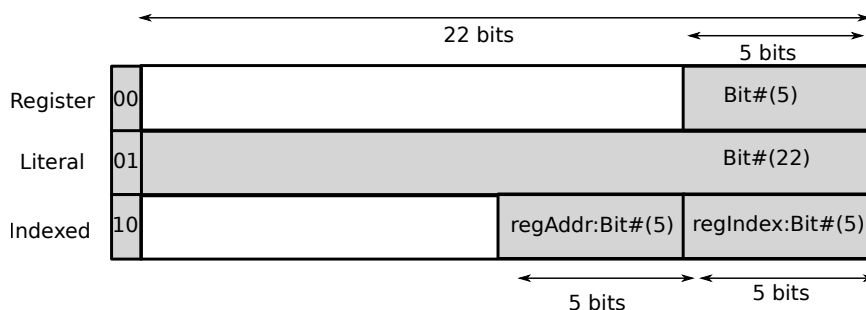 22 bits
5 bits
Register 00 Bit#(5)
Literal 01 Bit#(22)
Indexed 10 regAddr:Bit#(5) regIndex:Bit#(5)
5 bits 5 bits